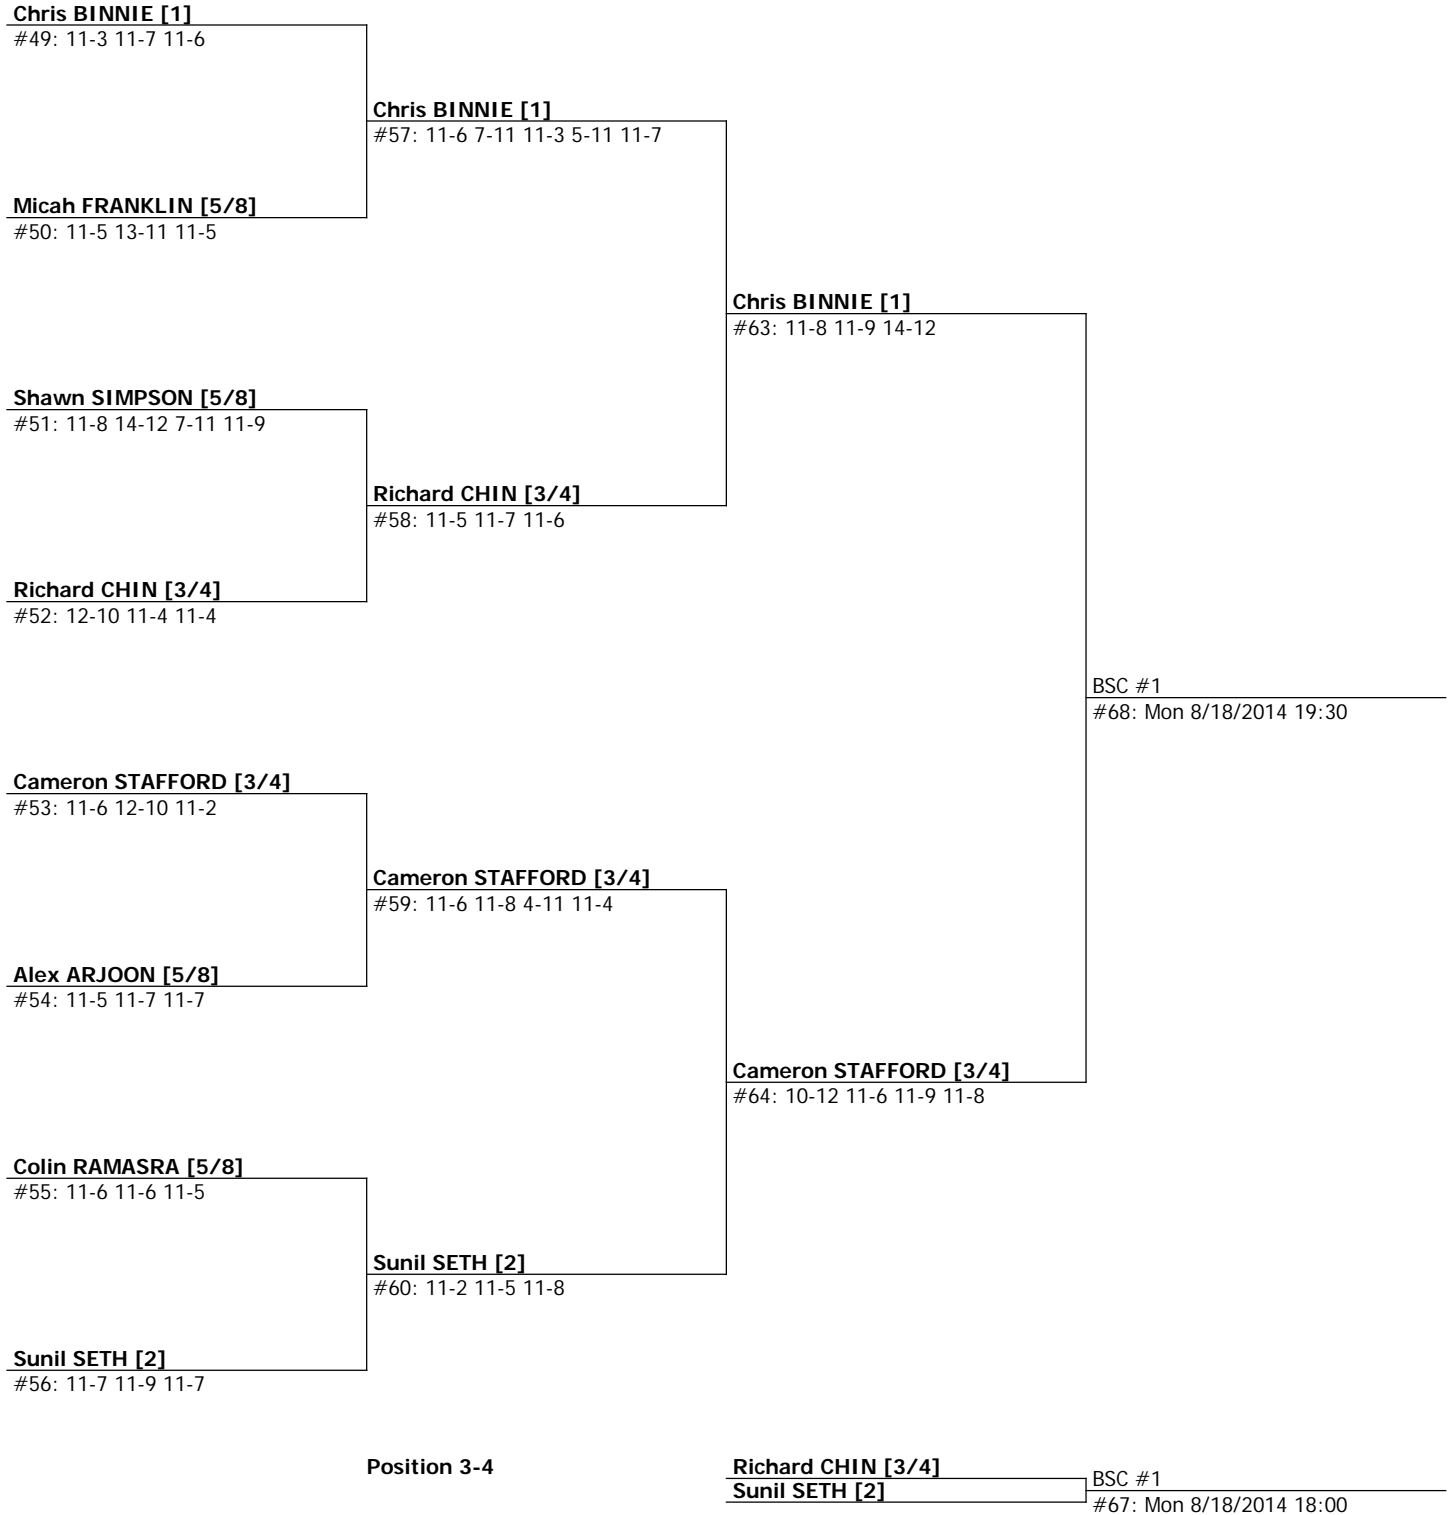 Chris BINNIE [1]
#49: 11-3 11-7 11-6
Chris BINNIE [1]
#57: 11-6 7-11 11-3 5-11 11-7
Micah FRANKLIN [5/8]
#50: 11-5 13-11 11-5
Chris BINNIE [1]
#63: 11-8 11-9 14-12
Shawn SIMPSON [5/8]
#51: 11-8 14-12 7-11 11-9
Richard CHIN [3/4]
#58: 11-5 11-7 11-6
Richard CHIN [3/4]
#52: 12-10 11-4 11-4
BSC #1
#68: Mon 8/18/2014 19:30
Cameron STAFFORD [3/4]
#53: 11-6 12-10 11-2
Cameron STAFFORD [3/4]
#59: 11-6 11-8 4-11 11-4
Alex ARJOON [5/8]
#54: 11-5 11-7 11-7
Cameron STAFFORD [3/4]
#64: 10-12 11-6 11-9 11-8
Colin RAMASRA [5/8]
#55: 11-6 11-6 11-5
Sunil SETH [2]
#60: 11-2 11-5 11-8
Sunil SETH [2]
#56: 11-7 11-9 11-7
Position 3-4
Richard CHIN [3/4]
Sunil SETH [2]
BSC #1
#67: Mon 8/18/2014 18:00